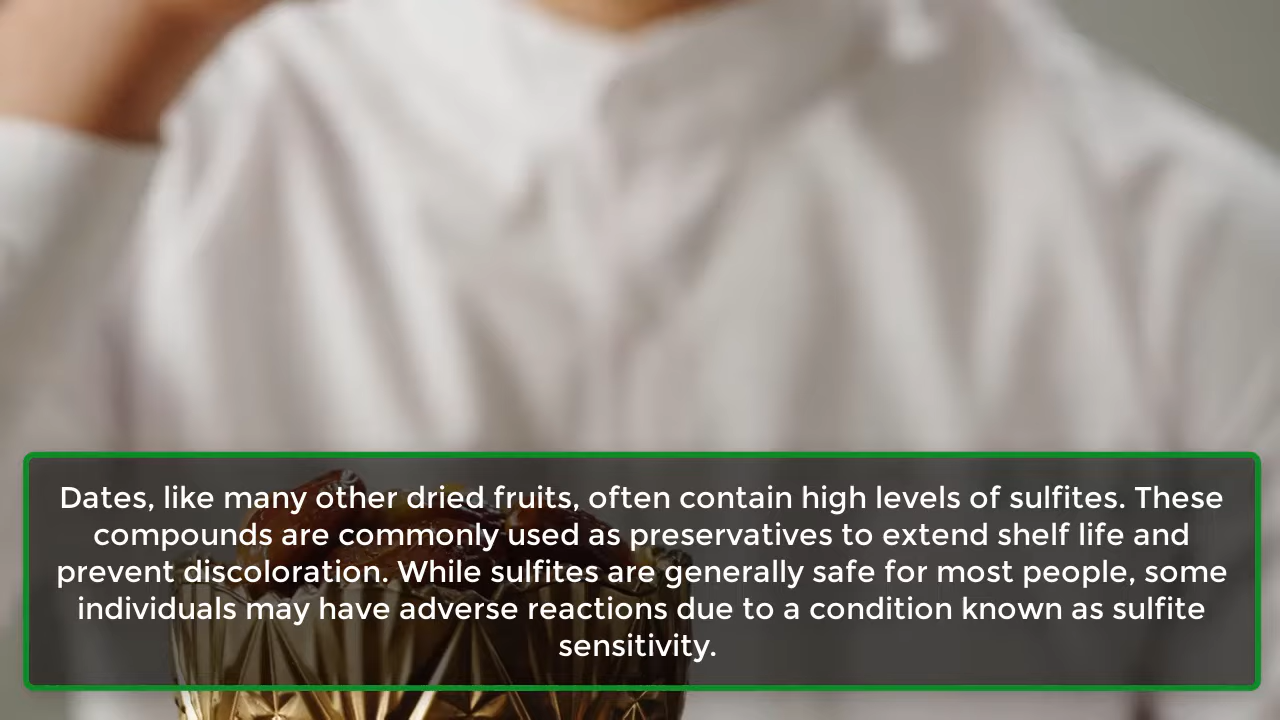 Dates, like many other dried fruits, often contain high levels of sulfites. These
compounds are commonly used as preservatives to extend shelf life and
prevent discoloration. While sulfites are generally safe for most people, some
individuals may have adverse reactions due to a condition known as sulfite
sensitivity.